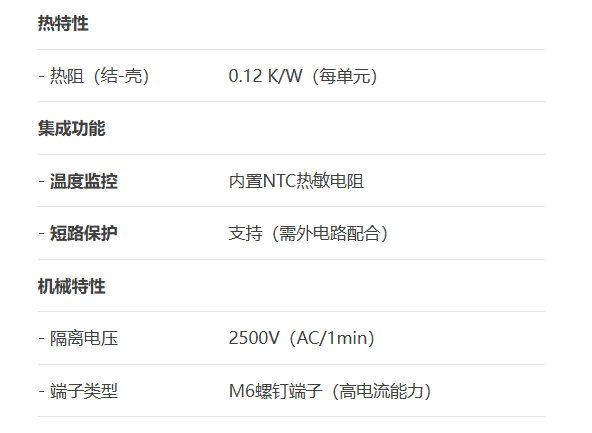 热特性
- 热阻（结-壳） 0.12 K/W（每单元）
集成功能
- 温度监控 内置NTC热敏电阻
- 短路保护 支持（需外电路配合）
机械特性
- 隔离电压 2500V（AC/1min）
- 端子类型 M6螺钉端子（高电流能力）